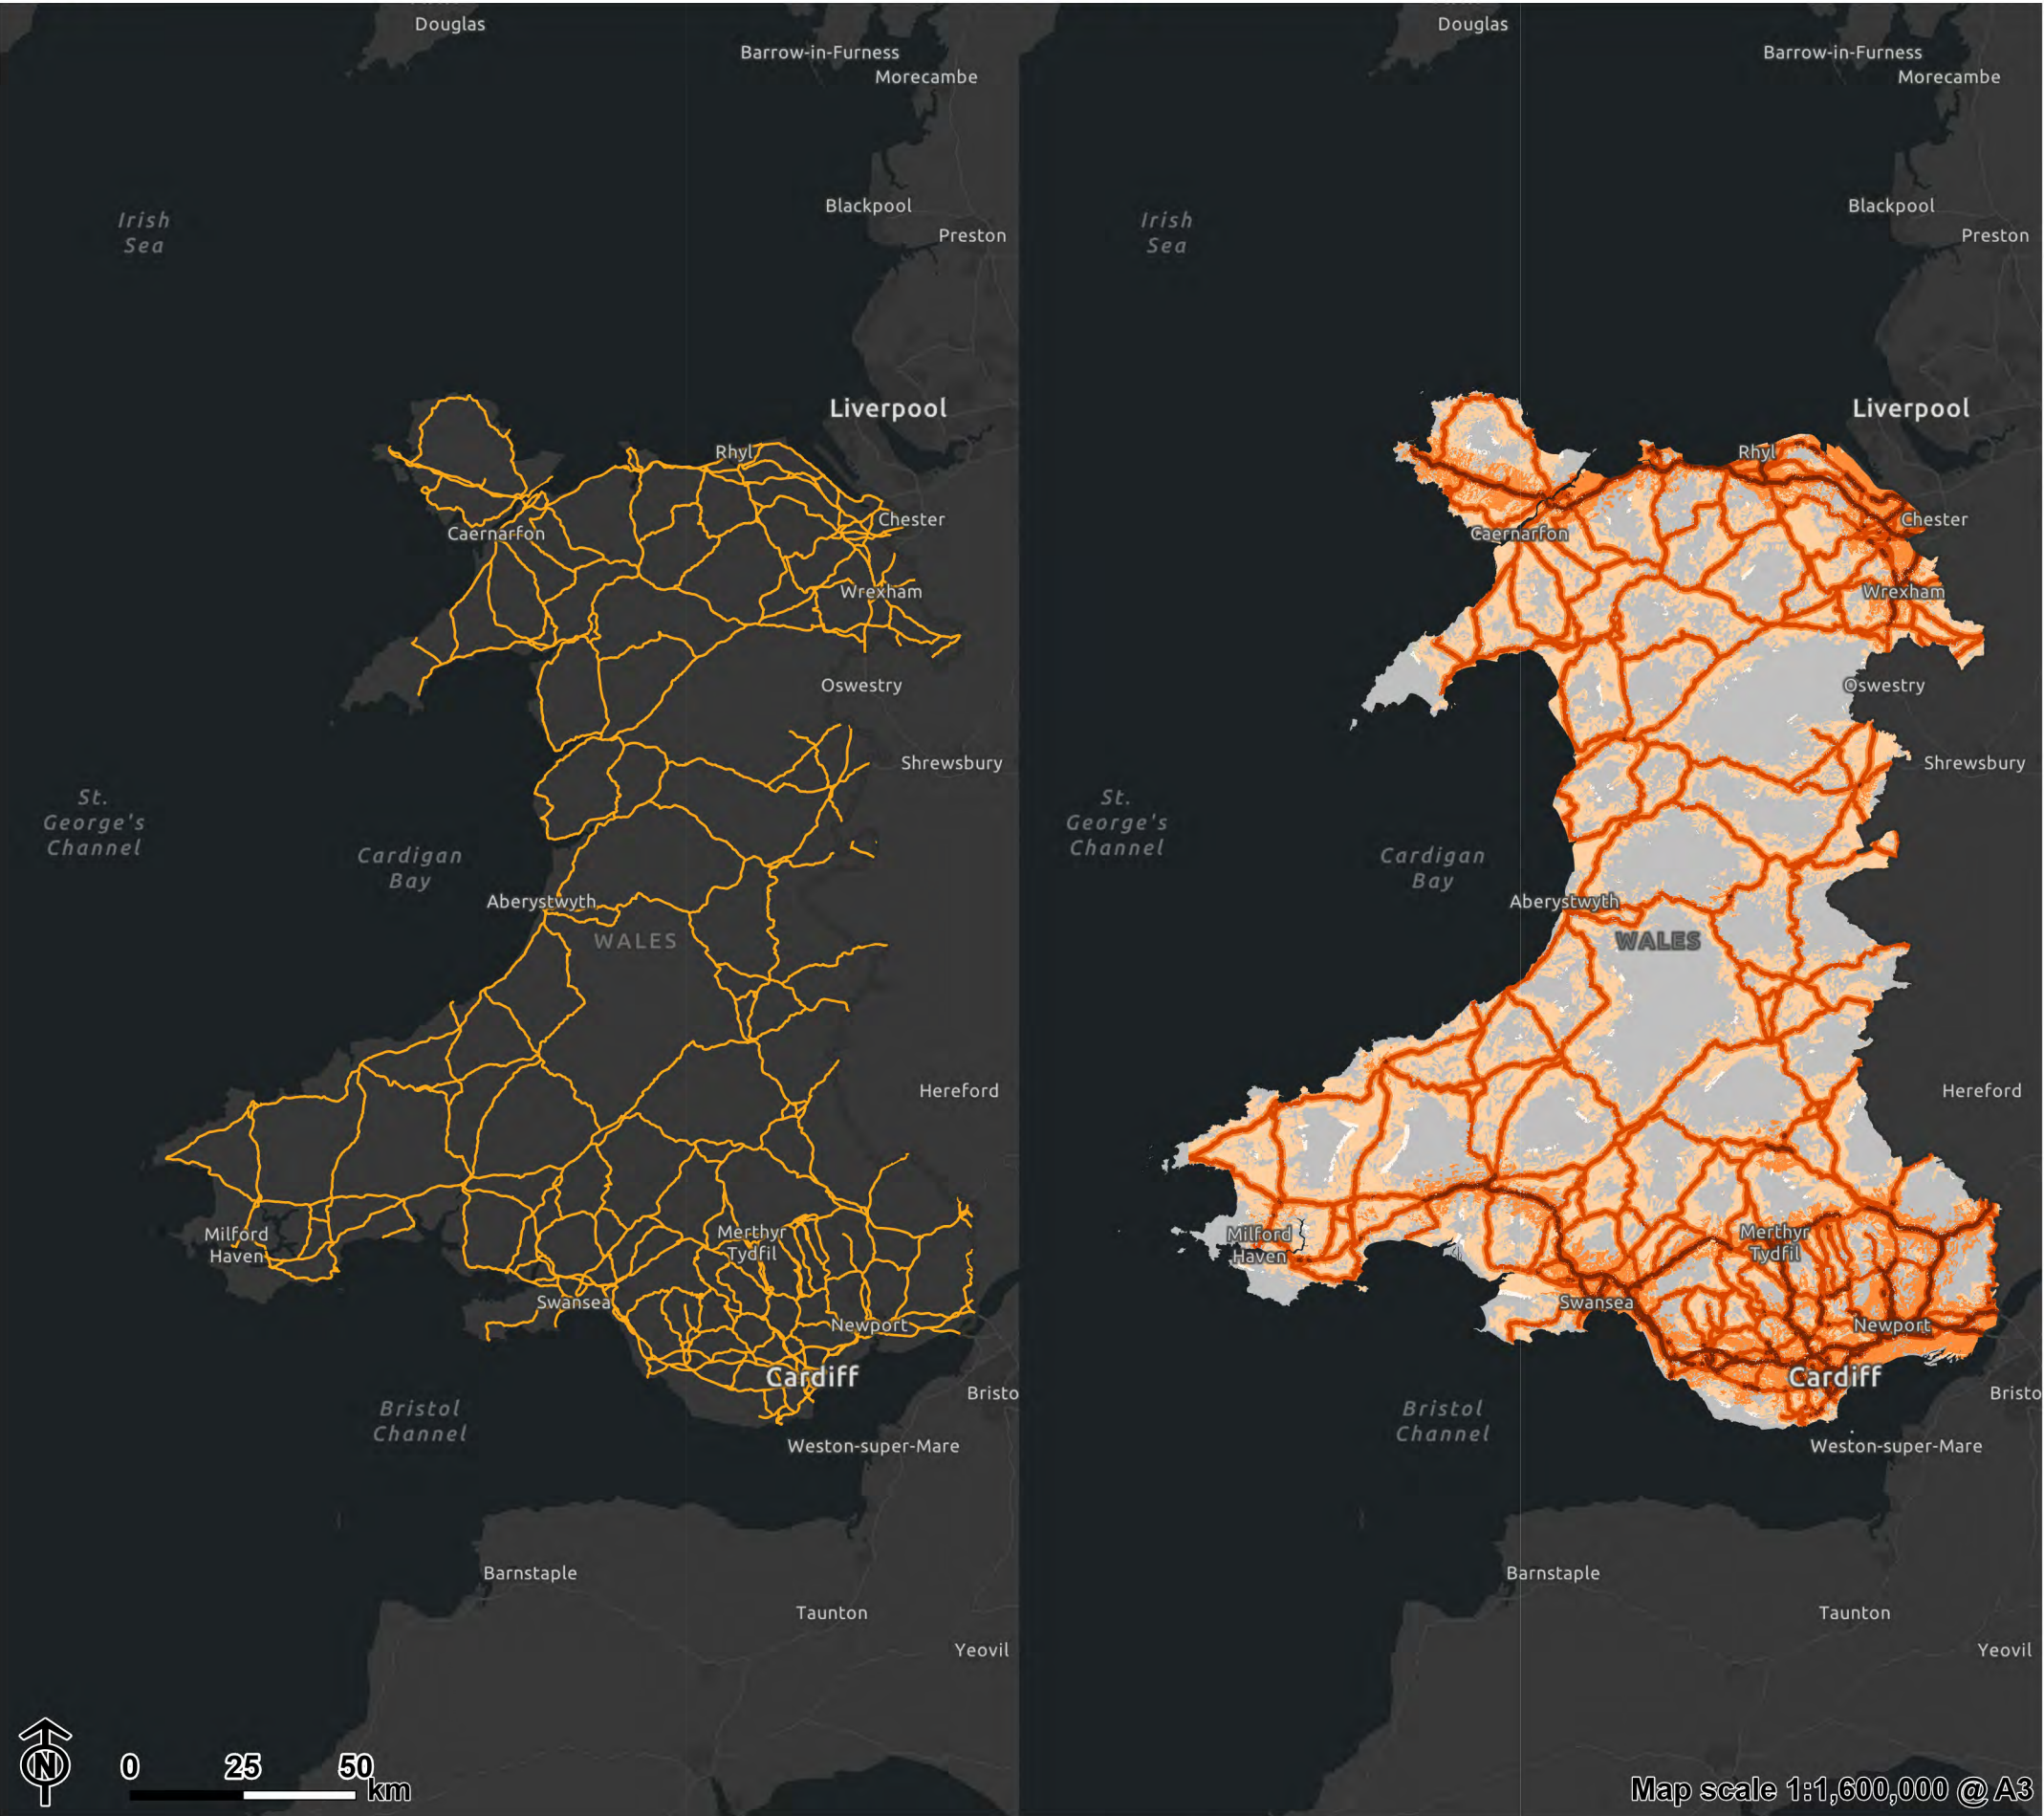 Douglas
Barrow-in-Furness
Morecambe
Irish
Sea
Blackpool
Preston
Liverpool
Rhyl
Chester
Caernarfon
Wrexham
Oswestry
Shrewsbury
St.
George's
Channel
Cardigan
Bay
Aberystwyth
WALES
Hereford
Milford
Haven
Merthyr
Tydfil
Swansea
Newport
Cardiff
Bristo
Bristol
Channel
Weston-super-Mare
Barnstaple
Taunton
Yeovil
N
0 25 50
km
Douglas
Barrow-in-Furness
Morecambe
Irish
Sea
Blackpool
Preston
Liverpool
Rhyl
Chester
Caernarfon
Wrexham
Oswestry
Shrewsbury
St.
George's
Channel
Cardigan
Bay
Aberystwyth
WALES
Hereford
Milford
Haven
Merthyr
Tydfil
Swansea
Newport
Cardiff
Bristo
Bristol
Channel
Weston-super-Mare
Barnstaple
Taunton
Yeovil
Map scale 1:1,600,000 @ A3